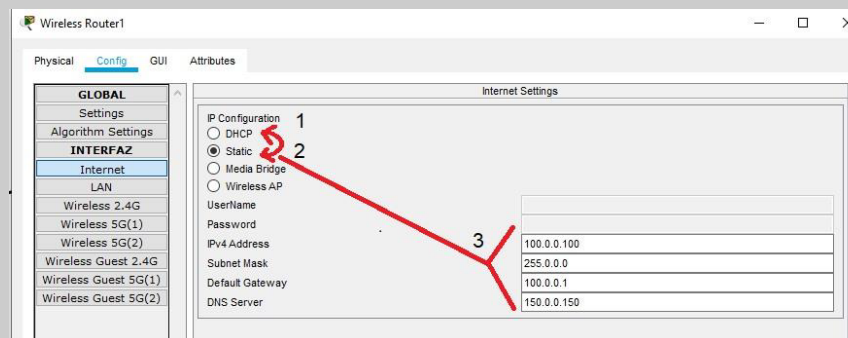 Wireless Router1
Physical Config GUI Attributes
GLOBAL
Settings
Algorithm Settings
INTERFAZ
Internet
LAN
Wireless 2.4G
Wireless 5G(1)
Wireless 5G(2)
Wireless Guest 2.4G
Wireless Guest 5G(1)
Wireless Guest 5G(2)
Internet Settings
IP Configuration 1
DHCP
Static 2
Media Bridge
Wireless AP
UserName
Password
3
IPv4 Address 100.0.0.100
Subnet Mask 255.0.0.0
Default Gateway 100.0.0.1
DNS Server 150.0.0.150